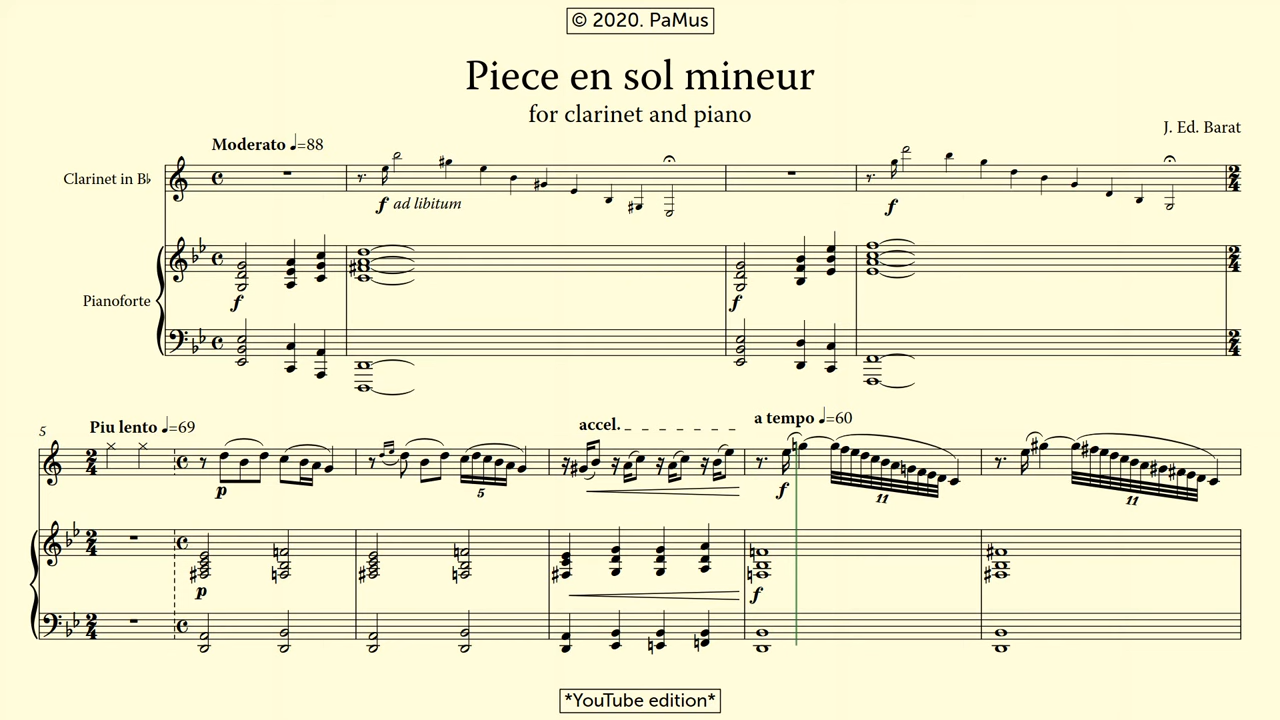 © 2020. PaMus
Piece en sol mineur
for clarinet and piano
J. Ed. Barat
Moderato ♩=88
Clarinet in B♭
f ad libitum
f
Pianoforte
f
f
5
Piu lento ♩=69
accel.
a tempo ♩=60
p
5
f
11
11
p
f
*YouTube edition*